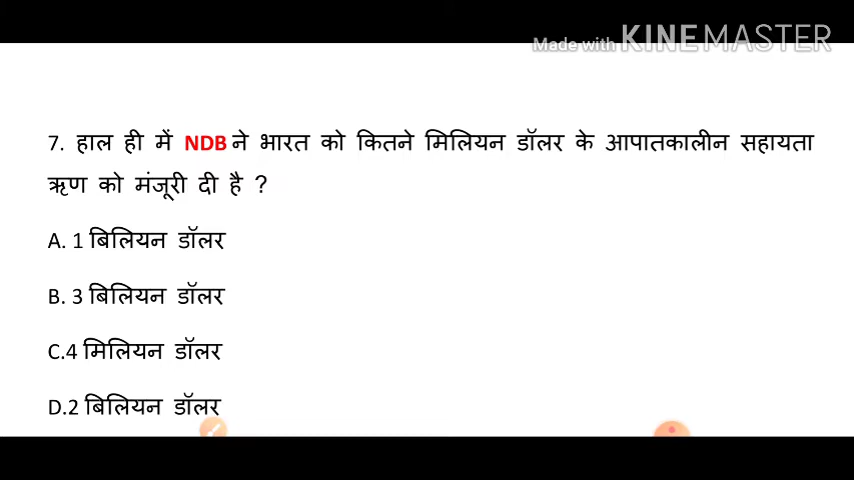 Made with KINEMASTER
7. हाल ही में NDB ने भारत को कितने मिलियन डॉलर के आपातकालीन सहायता
ऋण को मंजूरी दी है ?
A. 1 बिलियन डॉलर
B. 3 बिलियन डॉलर
C.4 मिलियन डॉलर
D.2 बिलियन डॉलर